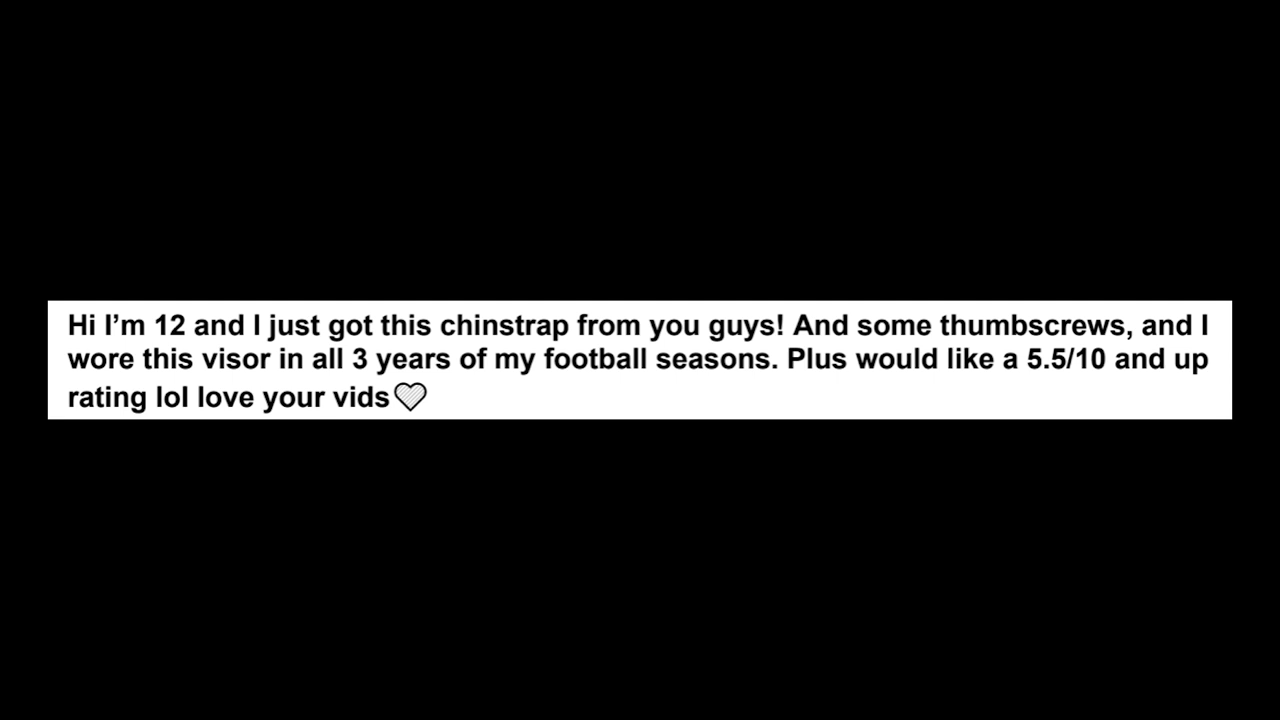 Hi I’m 12 and I just got this chinstrap from you guys! And some thumbscrews, and I
wore this visor in all 3 years of my football seasons. Plus would like a 5.5/10 and up
rating lol love your vids🤍